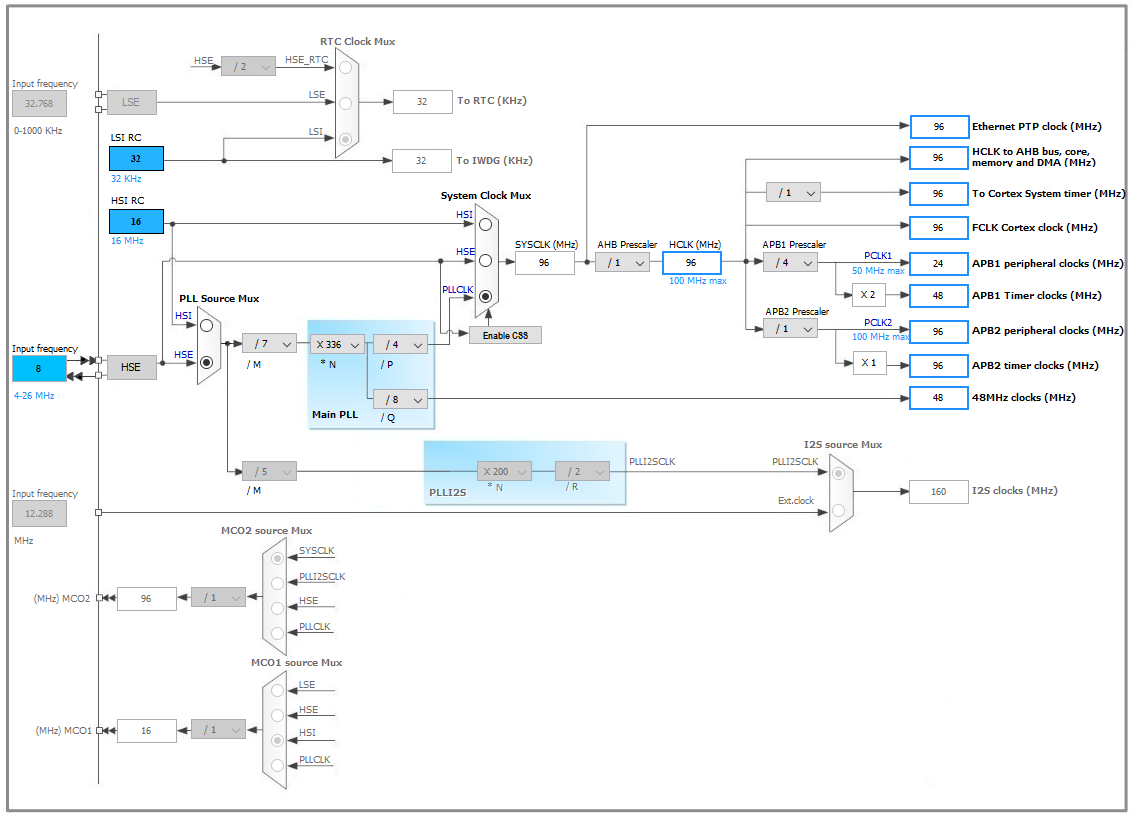 RTC Clock Mux
HSE
/ 2
HSE_RTC
Input frequency
32.768
0-1000 KHz
LSE
LSE
32
To RTC (KHz)
LSI
LSI RC
32
32 KHz
32
To IWDG (KHz)
HSI RC
16
16 MHz
System Clock Mux
HSI
HSE
PLLCLK
Enable CSS
SYSCLK (MHz)
96
AHB Prescaler
/ 1
HCLK (MHz)
96
100 MHz max
96
Ethernet PTP clock (MHz)
96
HCLK to AHB bus, core,
memory and DMA (MHz)
/ 1
96
To Cortex System timer (MHz)
96
FCLK Cortex clock (MHz)
APB1 Prescaler
/ 4
PCLK1
50 MHz max
24
APB1 peripheral clocks (MHz)
X 2
48
APB1 Timer clocks (MHz)
APB2 Prescaler
/ 1
PCLK2
100 MHz max
96
APB2 peripheral clocks (MHz)
X 1
96
APB2 timer clocks (MHz)
48
48MHz clocks (MHz)
PLL Source Mux
HSI
HSE
Input frequency
8
4-26 MHz
HSE
/ 7
/ M
X 336
* N
/ 4
/ P
/ 8
/ Q
Main PLL
/ 5
/ M
X 200
* N
/ 2
/ R
PLLI2S
PLLI2SCLK
I2S source Mux
PLLI2SCLK
Ext.clock
160
I2S clocks (MHz)
Input frequency
12.288
MHz
MCO2 source Mux
SYSCLK
PLLI2SCLK
HSE
PLLCLK
(MHz) MCO2
96
/ 1
MCO1 source Mux
LSE
HSE
HSI
PLLCLK
(MHz) MCO1
16
/ 1